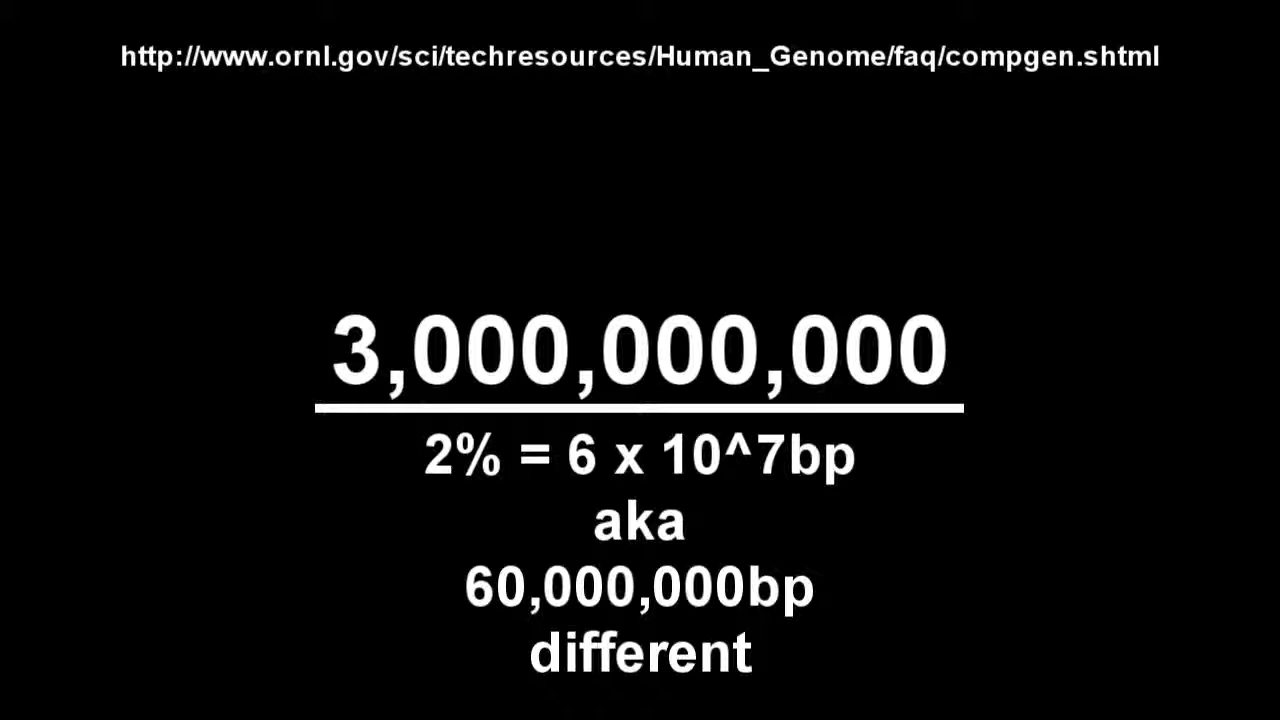 http://www.ornl.gov/sci/techresources/Human_Genome/faq/compgen.shtml
3,000,000,000
2% = 6 x 10^7bp
aka
60,000,000bp
different